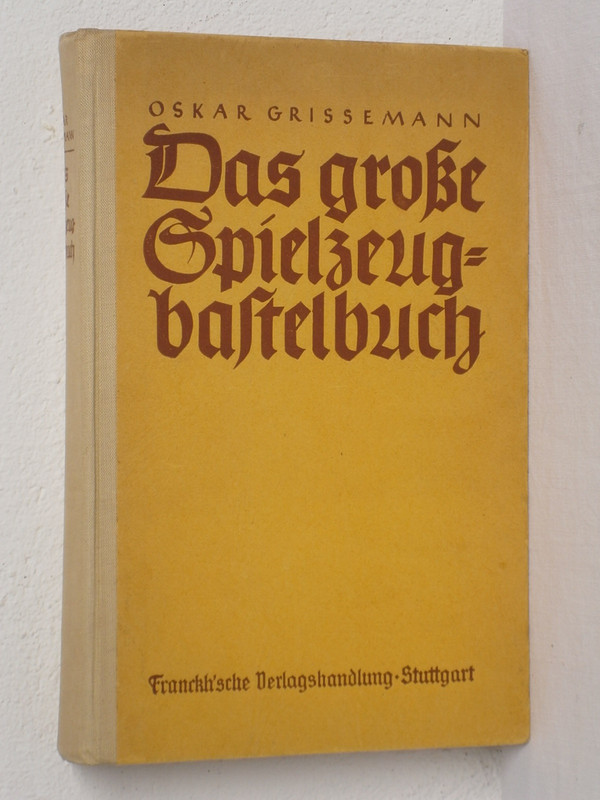 OSKAR GRISSEMANN
Das große
Spielzeug=
baſtelbuch
Franckh'sche Verlagshandlung · Stuttgart